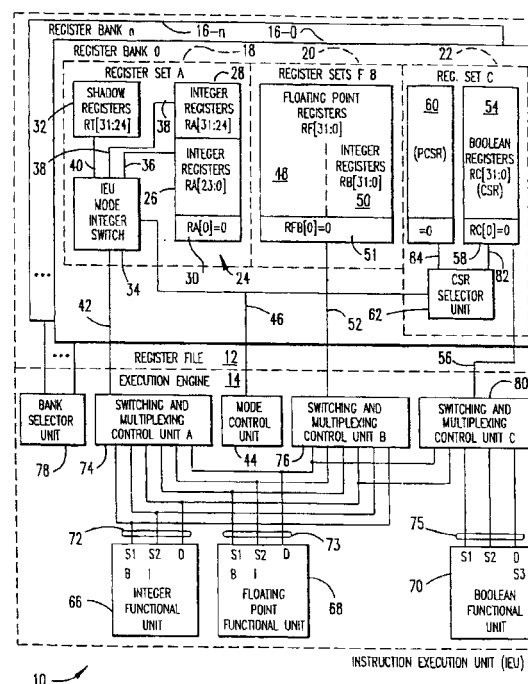 REGISTER BANK n
16-n
16-0
REGISTER BANK 0
18
20
22
REGISTER SET A
28
REGISTER SETS F B
REG. SET C
32
SHADOW
REGISTERS
RT[31:24]
38
INTEGER
REGISTERS
RA[31:24]
FLOATING POINT
REGISTERS
RF[31:0]
60
(PCSR)
54
BOOLEAN
REGISTERS
RC[31:0]
(CSR)
38
40
36
26
INTEGER
REGISTERS
RA[23:0]
48
INTEGER
REGISTERS
RB[31:0]
50
IEU
MODE
INTEGER
SWITCH
RA[0]=0
RFB[0]=0
=0
RC[0]=0
30
24
51
84
58
82
34
42
46
52
62
CSR
SELECTOR
UNIT
REGISTER FILE 12
56
EXECUTION ENGINE 14
80
BANK
SELECTOR
UNIT
SWITCHING AND
MULTIPLEXING
CONTROL UNIT A
MODE
CONTROL
UNIT
SWITCHING AND
MULTIPLEXING
CONTROL UNIT B
SWITCHING AND
MULTIPLEXING
CONTROL UNIT C
78
74
44
76
72
73
75
S1 S2 D
B I
INTEGER
FUNCTIONAL
UNIT
66
S1 S2 D
B I
FLOATING
POINT
FUNCTIONAL
UNIT
68
S1 S2 D
S3
BOOLEAN
FUNCTIONAL
UNIT
70
10
INSTRUCTION EXECUTION UNIT (IEU)